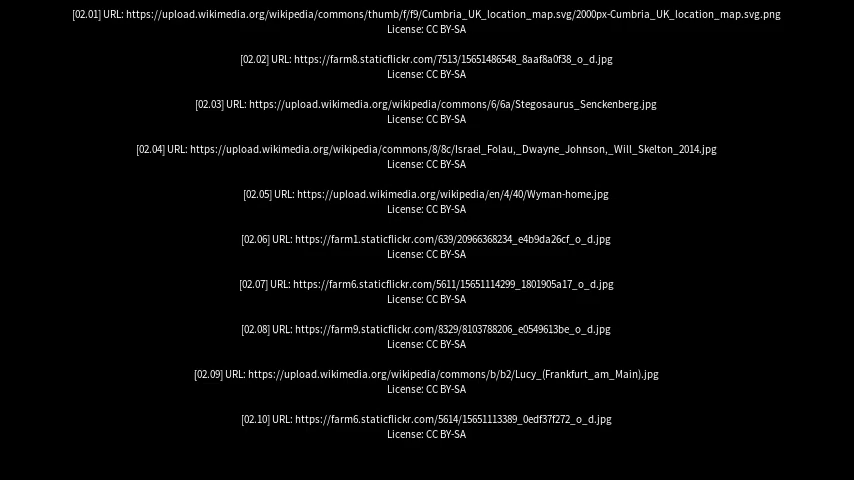 [02.01] URL: https://upload.wikimedia.org/wikipedia/commons/thumb/f/f9/Cumbria_UK_location_map.svg/2000px-Cumbria_UK_location_map.svg.png
License: CC BY-SA
[02.02] URL: https://farm8.staticflickr.com/7513/15651486548_8aaf8a0f38_o_d.jpg
License: CC BY-SA
[02.03] URL: https://upload.wikimedia.org/wikipedia/commons/6/6a/Stegosaurus_Senckenberg.jpg
License: CC BY-SA
[02.04] URL: https://upload.wikimedia.org/wikipedia/commons/8/8c/Israel_Folau,_Dwayne_Johnson,_Will_Skelton_2014.jpg
License: CC BY-SA
[02.05] URL: https://upload.wikimedia.org/wikipedia/en/4/40/Wyman-home.jpg
License: CC BY-SA
[02.06] URL: https://farm1.staticflickr.com/639/20966368234_e4b9da26cf_o_d.jpg
License: CC BY-SA
[02.07] URL: https://farm6.staticflickr.com/5611/15651114299_1801905a17_o_d.jpg
License: CC BY-SA
[02.08] URL: https://farm9.staticflickr.com/8329/8103788206_e0549613be_o_d.jpg
License: CC BY-SA
[02.09] URL: https://upload.wikimedia.org/wikipedia/commons/b/b2/Lucy_(Frankfurt_am_Main).jpg
License: CC BY-SA
[02.10] URL: https://farm6.staticflickr.com/5614/15651113389_0edf37f272_o_d.jpg
License: CC BY-SA